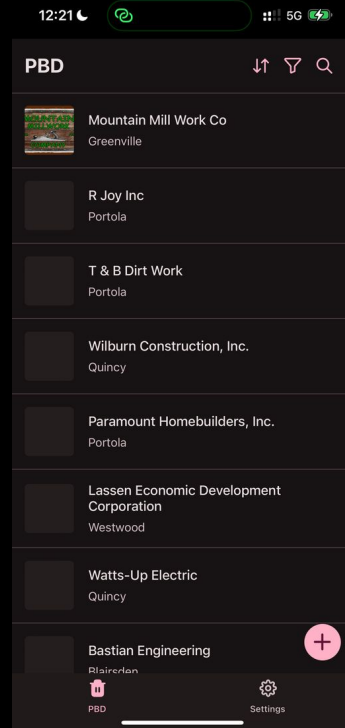 12:21
5G
PBD
Mountain Mill Work Co
Greenville
R Joy Inc
Portola
T & B Dirt Work
Portola
Wilburn Construction, Inc.
Quincy
Paramount Homebuilders, Inc.
Portola
Lassen Economic Development
Corporation
Westwood
Watts-Up Electric
Quincy
Bastian Engineering
Blairsden
PBD
Settings